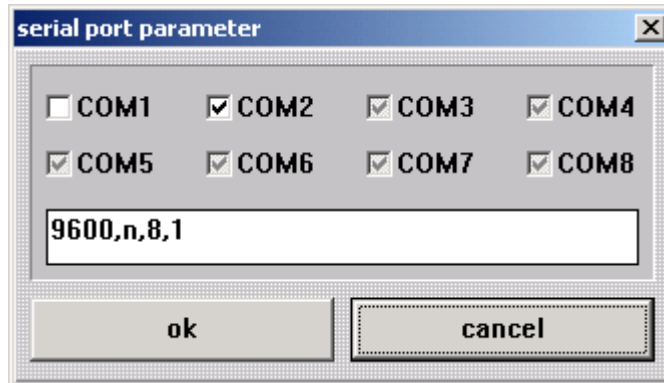 serial port parameter
COM1 COM2 COM3 COM4
COM5 COM6 COM7 COM8
9600,n,8,1
ok cancel